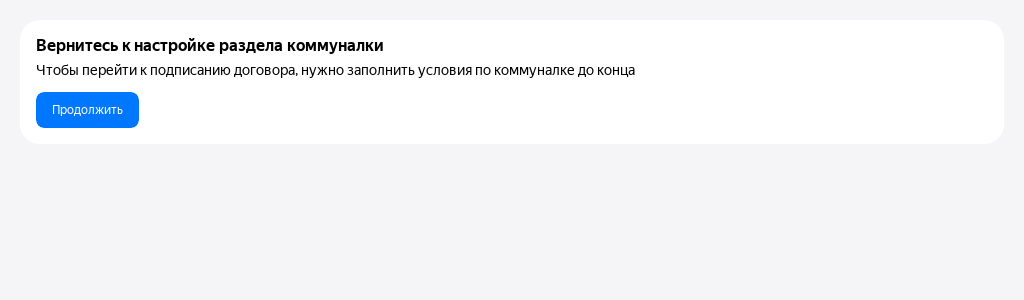 Вернитесь к настройке раздела коммуналки
Чтобы перейти к подписанию договора, нужно заполнить условия по коммуналке до конца
Продолжить